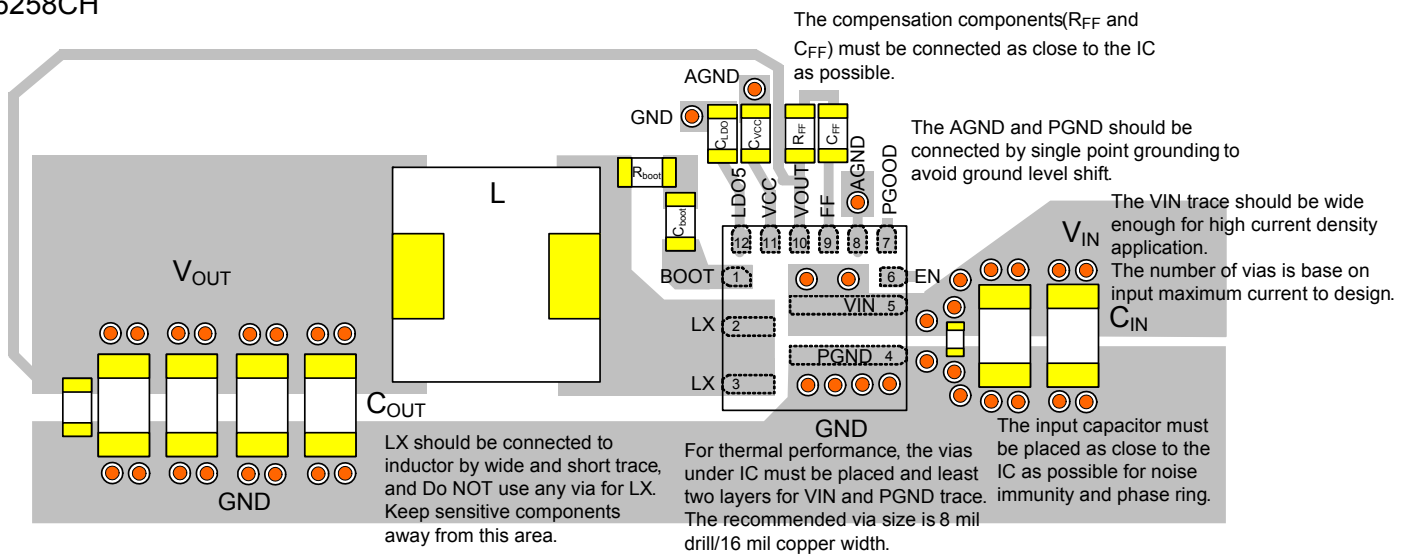 The compensation components(RFF and
CFF) must be connected as close to the IC
as possible.
AGND
GND
CLDO
CVCC
RFF
CFF
The AGND and PGND should be
connected by single point grounding to
avoid ground level shift.
Rboot
Cboot
L
LDO5
VCC
VOUT
FF
AGND
PGOOD
The VIN trace should be wide
enough for high current density
application.
The number of vias is base on
input maximum current to design.
VIN
12
11
10
9
8
7
VOUT
BOOT
1
6
EN
VIN 5
LX
2
CIN
PGND 4
LX
3
COUT
GND
The input capacitor must
be placed as close to the
IC as possible for noise
immunity and phase ring.
LX should be connected to
inductor by wide and short trace,
and Do NOT use any via for LX.
Keep sensitive components
away from this area.
For thermal performance, the vias
under IC must be placed and least
two layers for VIN and PGND trace.
The recommended via size is 8 mil
drill/16 mil copper width.
GND